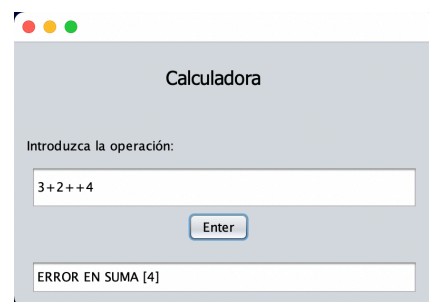 Calculadora
Introduzca la operación:
3+2++4
Enter
ERROR EN SUMA [4]